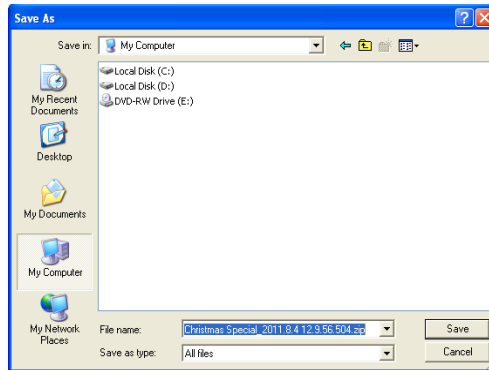 Save As
Save in:
My Computer
Local Disk (C:)
Local Disk (D:)
DVD-RW Drive (E:)
My Recent
Documents
Desktop
My Documents
My Computer
My Network
Places
File name:
Christmas Special_2011.8.4 12.9.56.504.zip
Save
Save as type:
All files
Cancel